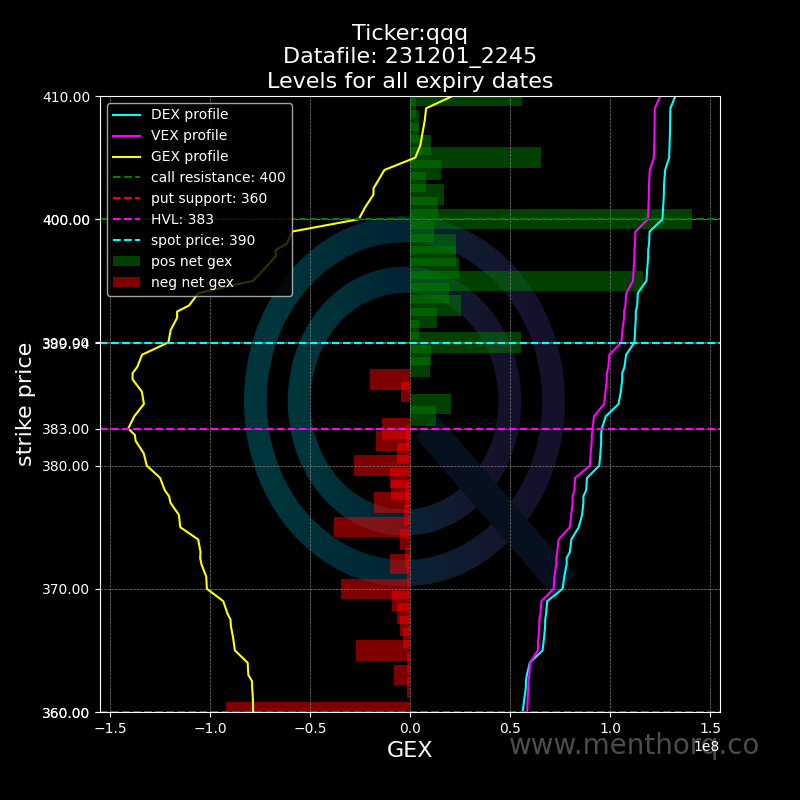 Ticker:qqq
Datafile: 231201_2245
Levels for all expiry dates
DEX profile
VEX profile
GEX profile
call resistance: 400
put support: 360
HVL: 383
spot price: 390
pos net gex
neg net gex
410.00
400.00
383.00
380.00
370.00
360.00
strike price
−1.5 −1.0 −0.5 0.0 0.5 1.0 1.5
1e8
GEX
www.menthorq.co